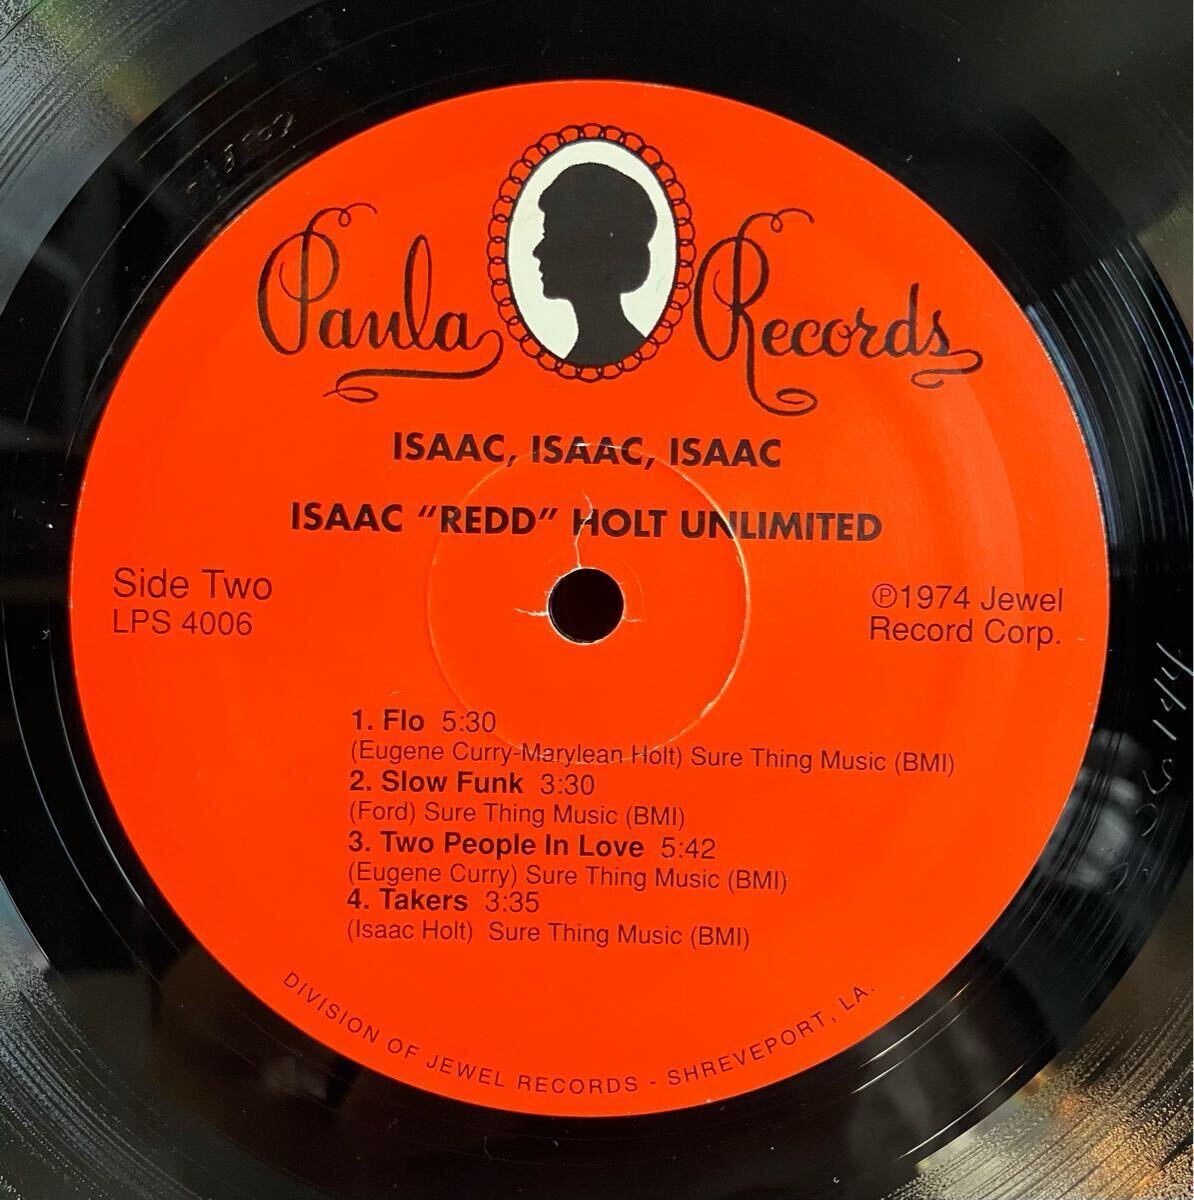 Paula Records
ISAAC, ISAAC, ISAAC
ISAAC “REDD” HOLT UNLIMITED
Side Two
LPS 4006
℗1974 Jewel
Record Corp.
1. Flo 5:30
(Eugene Curry-Marylean Holt) Sure Thing Music (BMI)
2. Slow Funk 3:30
(Ford) Sure Thing Music (BMI)
3. Two People In Love 5:42
(Eugene Curry) Sure Thing Music (BMI)
4. Takers 3:35
(Isaac Holt) Sure Thing Music (BMI)
DIVISION OF JEWEL RECORDS - SHREVEPORT, LA.